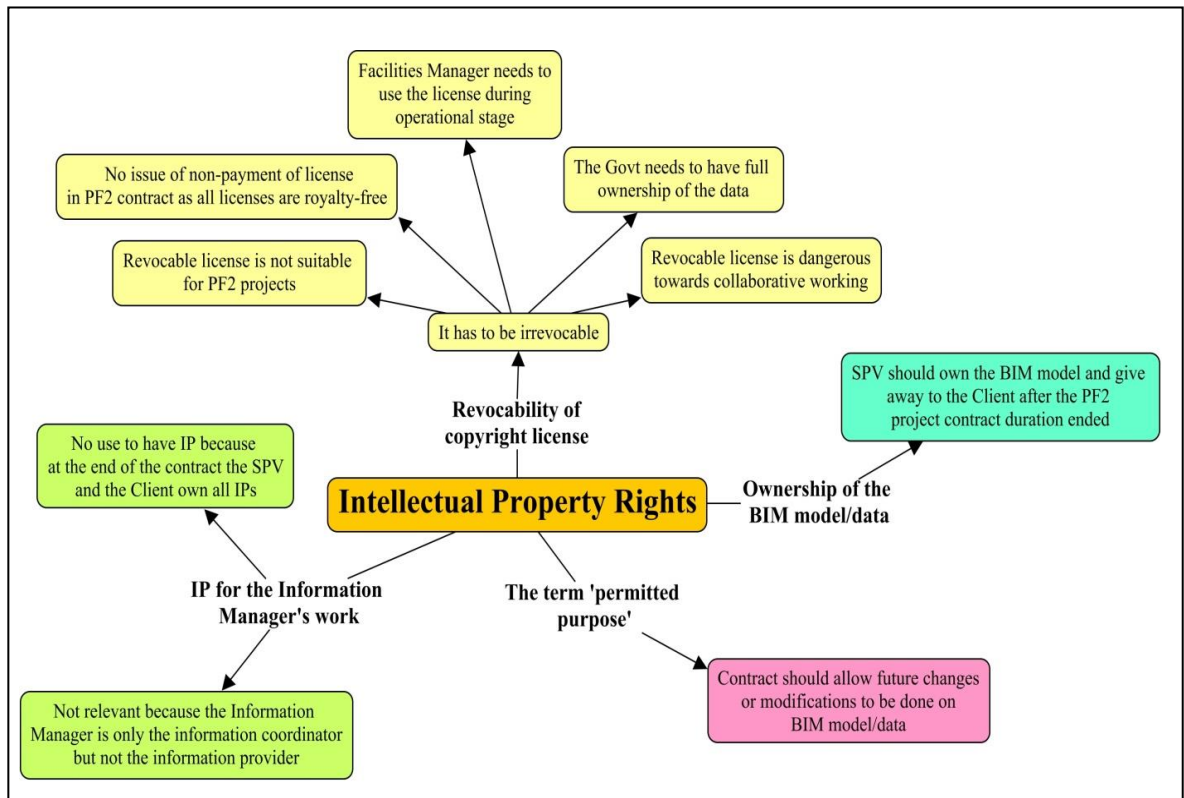 Facilities Manager needs to
use the license during
operational stage
No issue of non-payment of license
in PF2 contract as all licenses are royalty-free
The Govt needs to have full
ownership of the data
Revocable license is not suitable
for PF2 projects
Revocable license is dangerous
towards collaborative working
It has to be irrevocable
Revocability of
copyright license
SPV should own the BIM model and give
away to the Client after the PF2
project contract duration ended
No use to have IP because
at the end of the contract the SPV
and the Client own all IPs
Intellectual Property Rights
Ownership of the
BIM model/data
IP for the Information
Manager's work
The term 'permitted
purpose'
Contract should allow future changes
or modifications to be done on
BIM model/data
Not relevant because the Information
Manager is only the information coordinator
but not the information provider